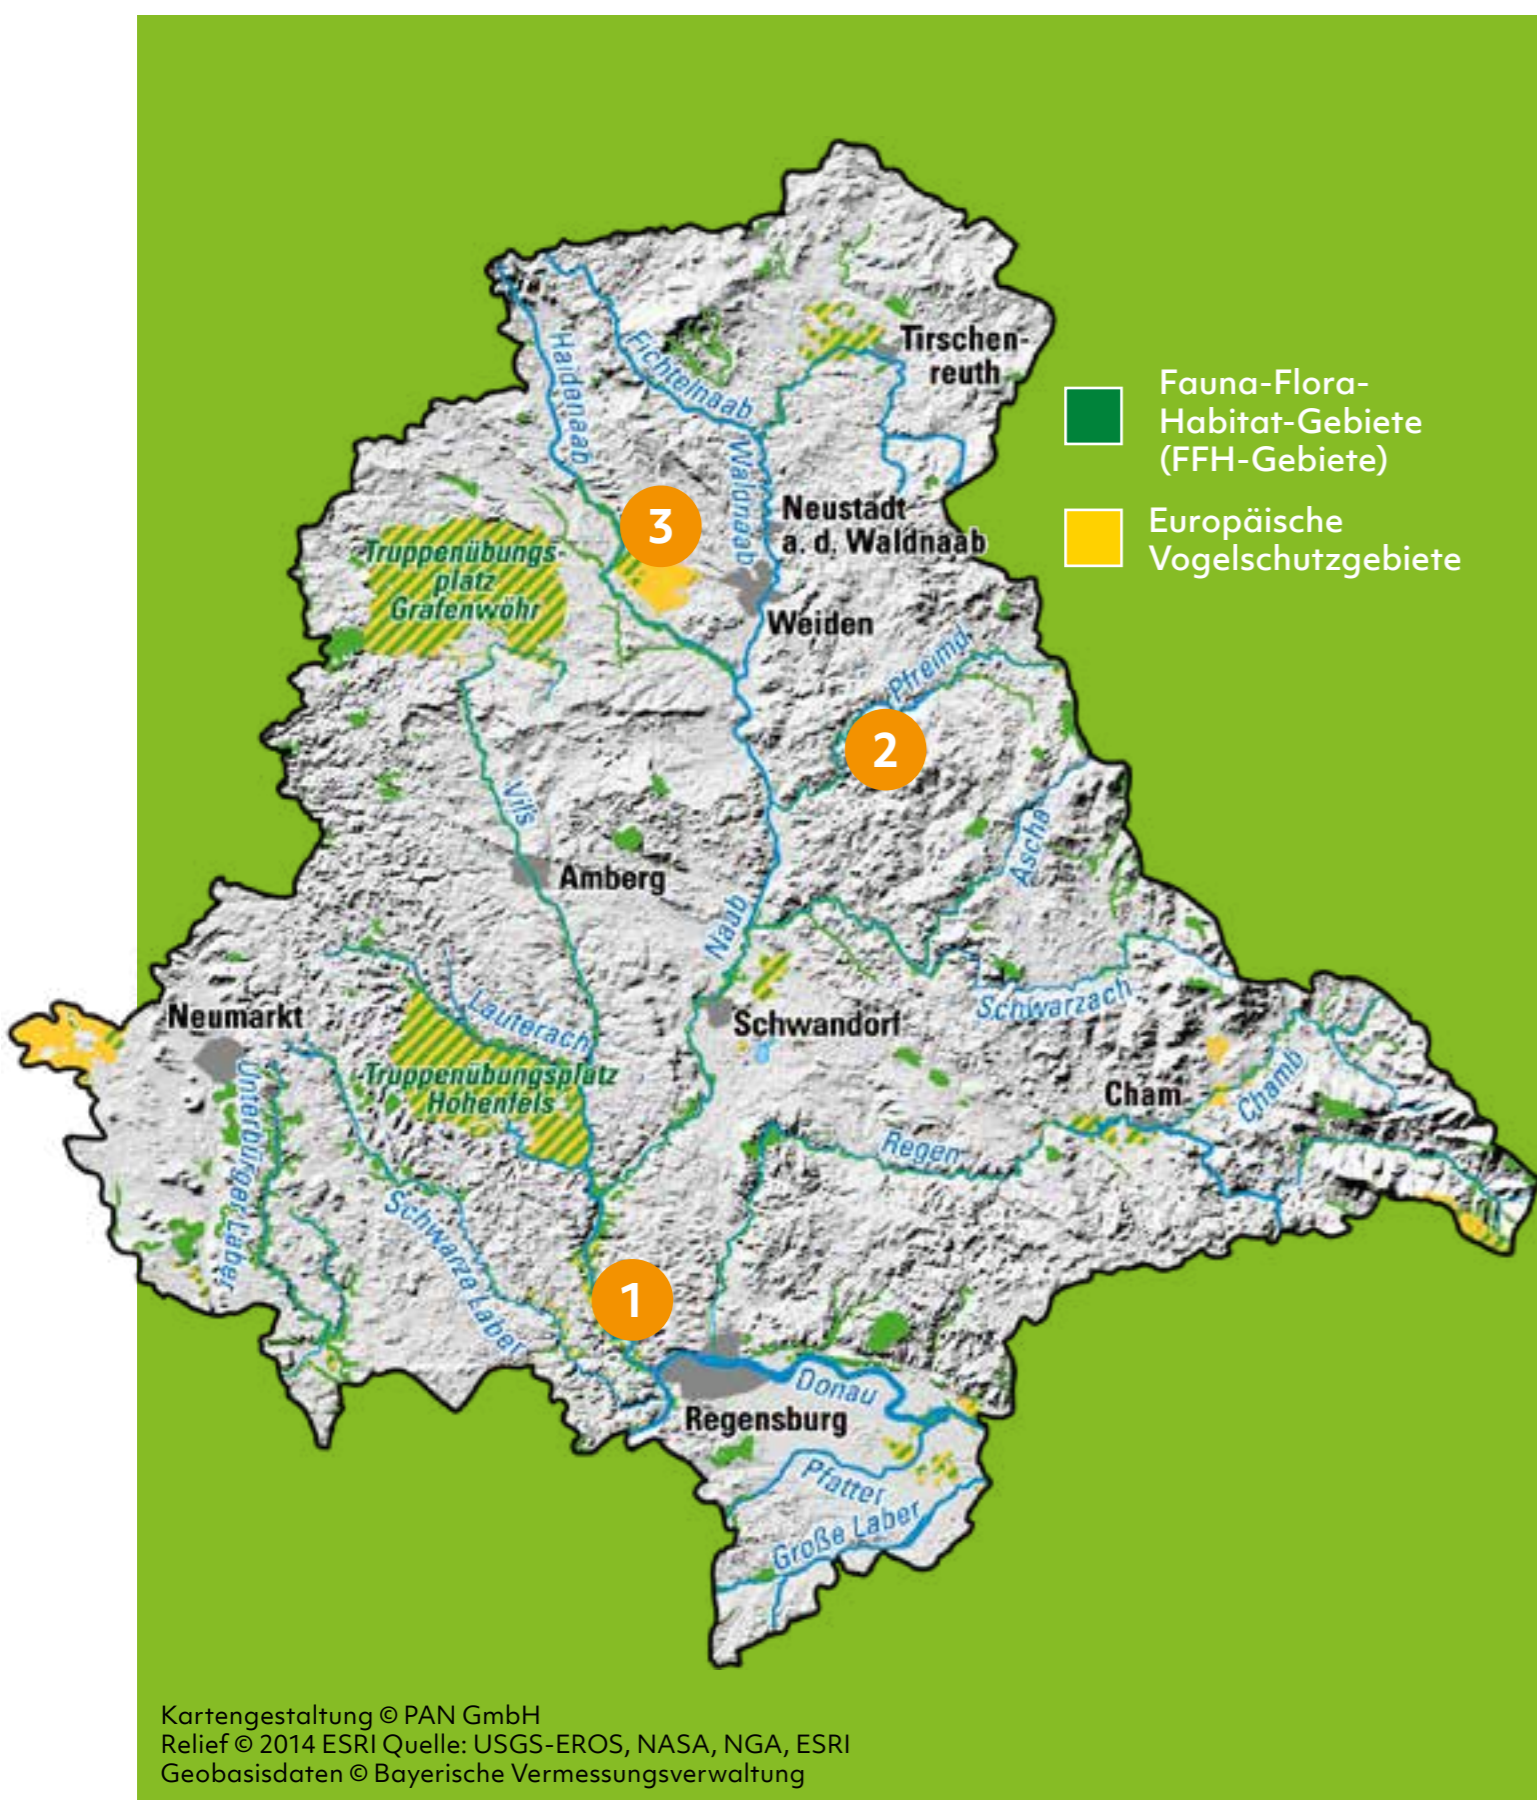 Tirschen-
reuth
Fichtelnaab
Haidenaab
Waldnaab
Fauna-Flora-
Habitat-Gebiete
(FFH-Gebiete)
3
Neustadt
a. d. Waldnaab
Europäische
Vogelschutzgebiete
Truppenübungs-
platz
Grafenwöhr
Weiden
Pfreimd
2
Vils
Ascha
Amberg
Naab
Neumarkt
Lauterach
Schwandorf
Schwarzach
Truppenübungsplatz
Hohenfels
Cham
Chamb
Unterbürger Laber
Regen
Schwarze Laber
1
Donau
Regensburg
Pfatter
Große Laber
Kartengestaltung © PAN GmbH
Relief © 2014 ESRI Quelle: USGS-EROS, NASA, NGA, ESRI
Geobasisdaten © Bayerische Vermessungsverwaltung